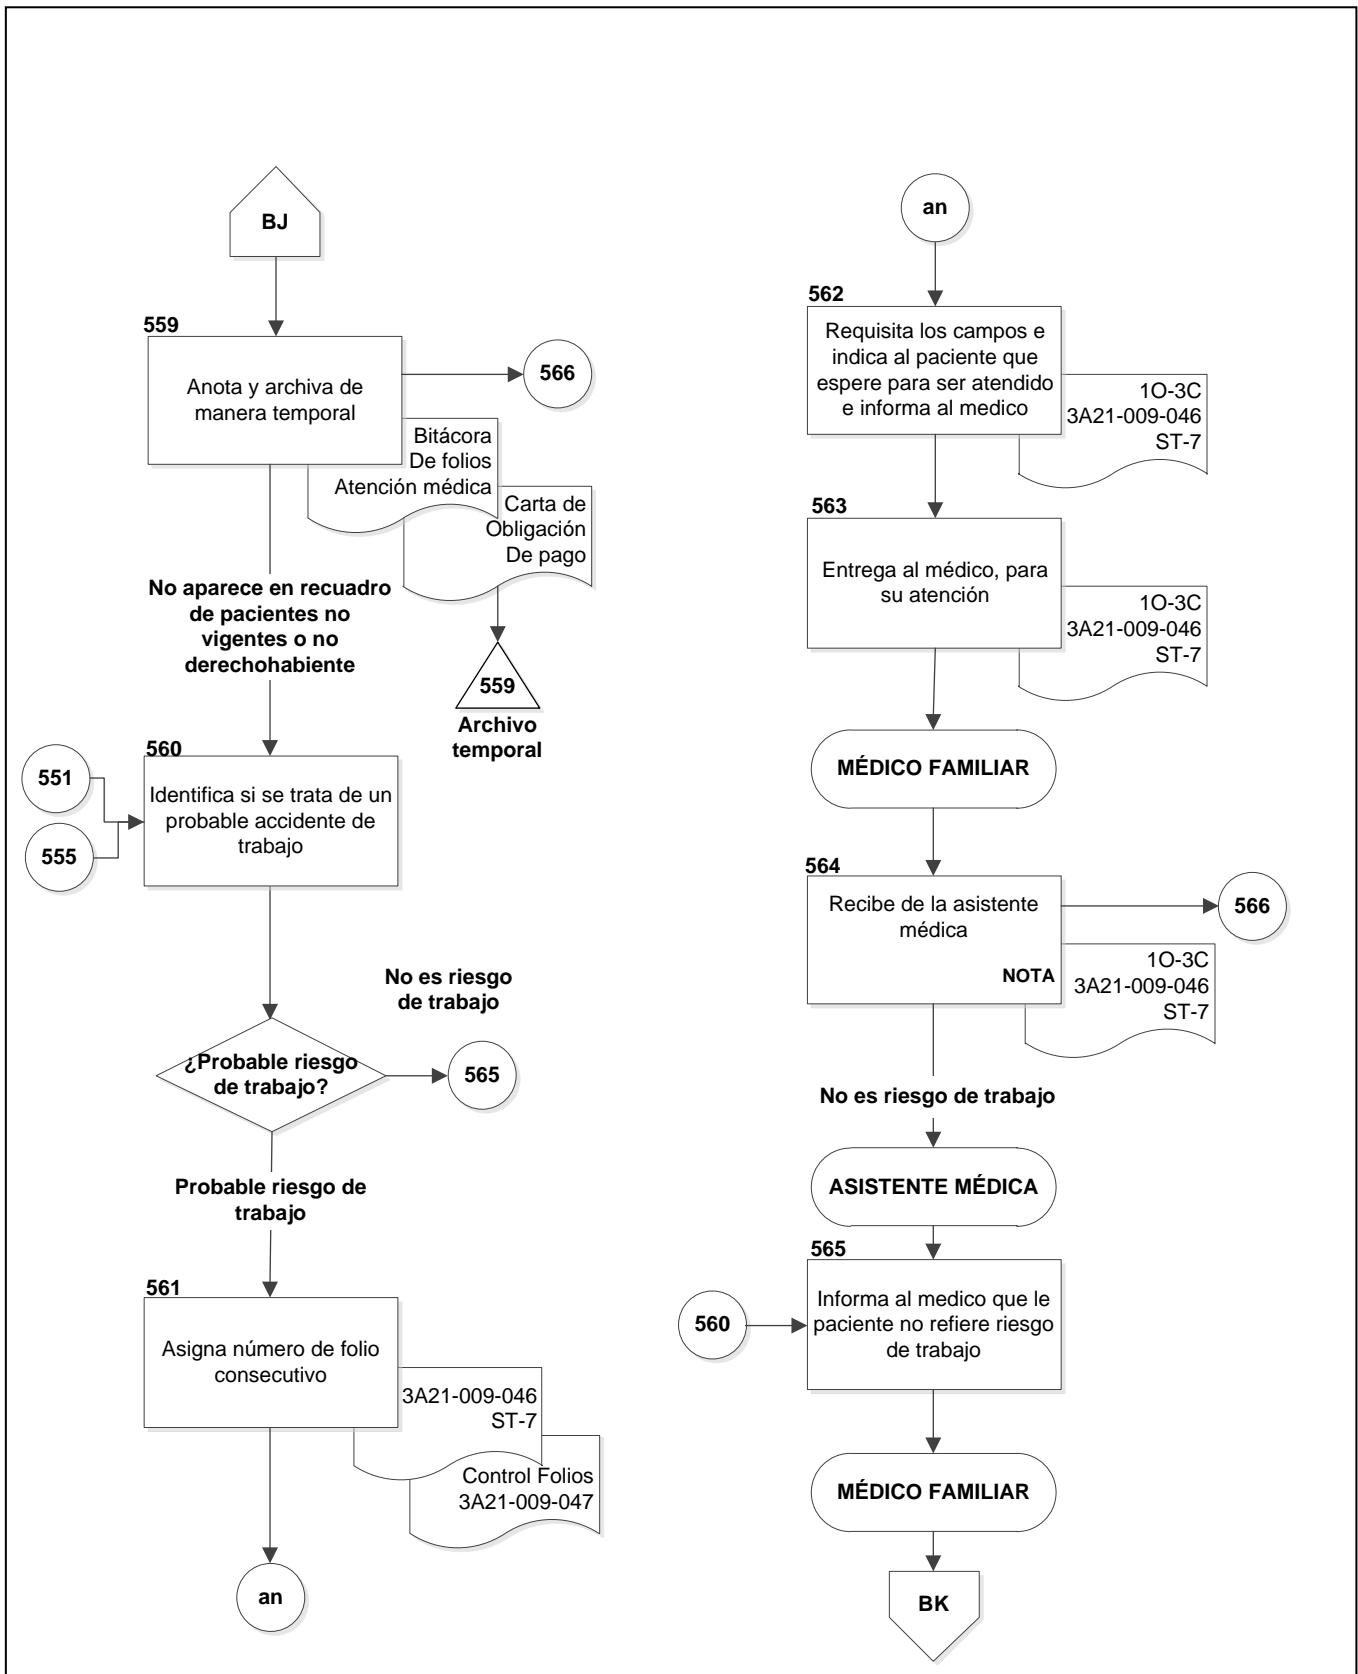 BJ
559
Anota y archiva de
manera temporal
566
Bitácora
De folios
Atención médica
Carta de
Obligación
De pago
No aparece en recuadro
de pacientes no
vigentes o no
derechohabiente
559
Archivo
temporal
551
555
560
Identifica si se trata de un
probable accidente de
trabajo
No es riesgo
de trabajo
¿Probable riesgo
de trabajo?
565
Probable riesgo de
trabajo
561
Asigna número de folio
consecutivo
3A21-009-046
ST-7
Control Folios
3A21-009-047
an
an
562
Requisita los campos e
indica al paciente que
espere para ser atendido
e informa al medico
1O-3C
3A21-009-046
ST-7
563
Entrega al médico, para
su atención
1O-3C
3A21-009-046
ST-7
MÉDICO FAMILIAR
564
Recibe de la asistente
médica
NOTA
566
1O-3C
3A21-009-046
ST-7
No es riesgo de trabajo
ASISTENTE MÉDICA
565
560
Informa al medico que le
paciente no refiere riesgo
de trabajo
MÉDICO FAMILIAR
BK